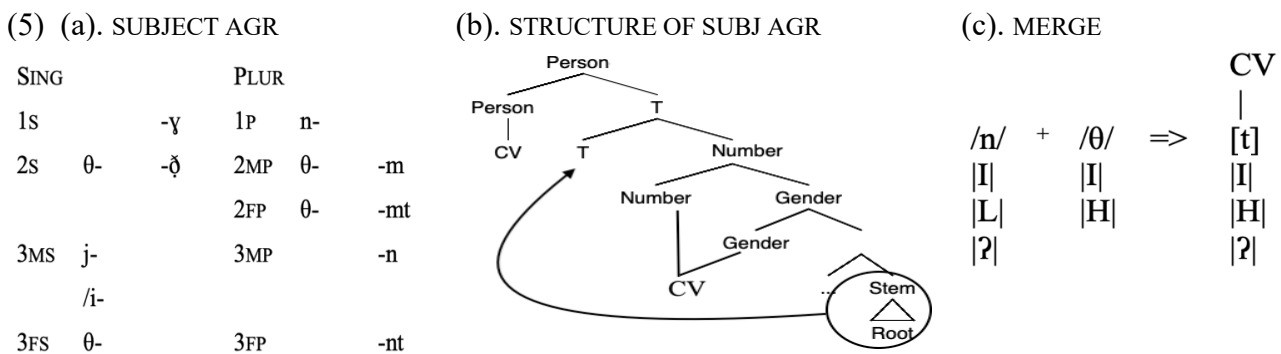 (5) (a). SUBJECT AGR (b). STRUCTURE OF SUBJ AGR (c). MERGE
SING PLUR
1S -ɣ 1P n-
2S θ- -ð̣ 2MP θ- -m
2FP θ- -mt
3MS j- 3MP -n
/i-
3FS θ- 3FP -nt
Person
Person T
CV T Number
Number Gender
Gender
CV ... Stem
Root
CV
|
/n/ + /θ/ => [t]
|I| |I| |I|
|L| |H| |H|
|ʔ| |ʔ|